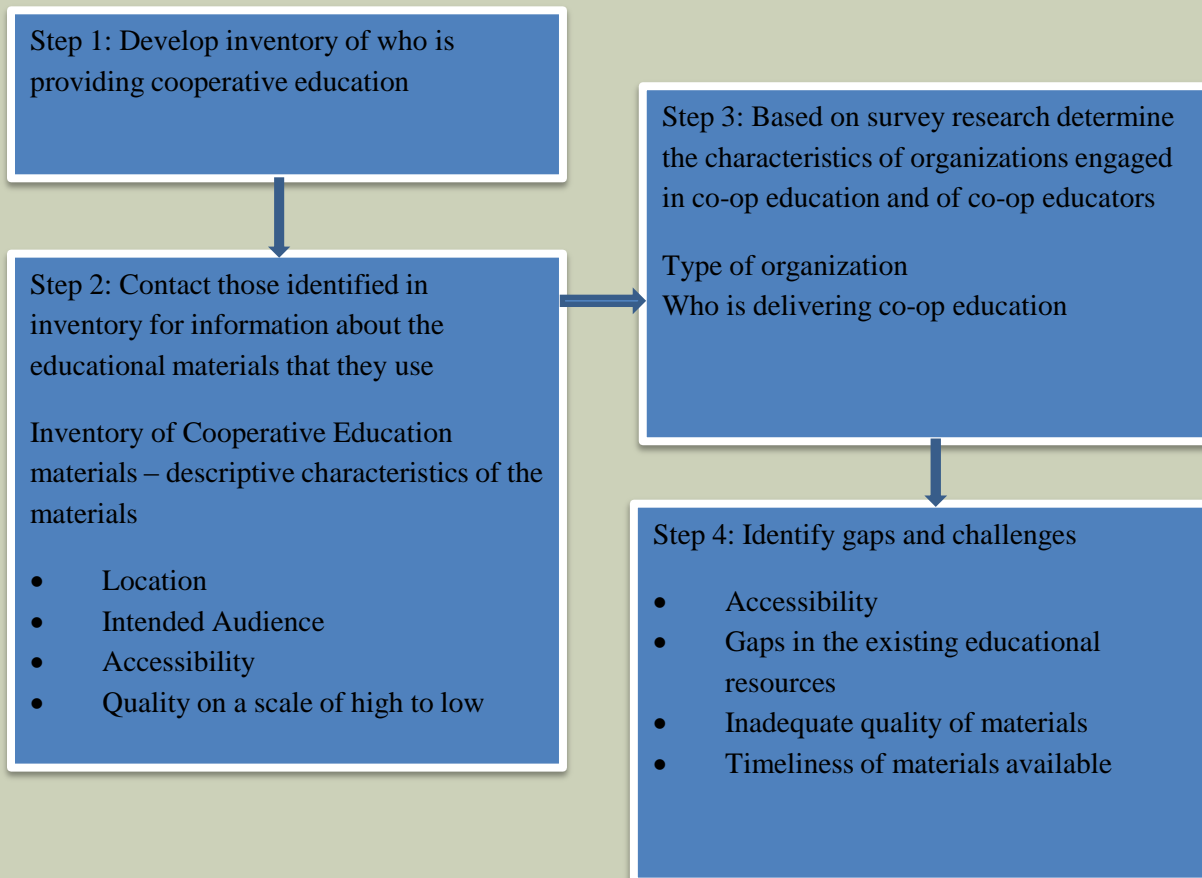 Step 1: Develop inventory of who is
providing cooperative education
Step 2: Contact those identified in
inventory for information about the
educational materials that they use
Inventory of Cooperative Education
materials – descriptive characteristics of the
materials
• Location
• Intended Audience
• Accessibility
• Quality on a scale of high to low
Step 3: Based on survey research determine
the characteristics of organizations engaged
in co-op education and of co-op educators
Type of organization
Who is delivering co-op education
Step 4: Identify gaps and challenges
• Accessibility
• Gaps in the existing educational
resources
• Inadequate quality of materials
• Timeliness of materials available